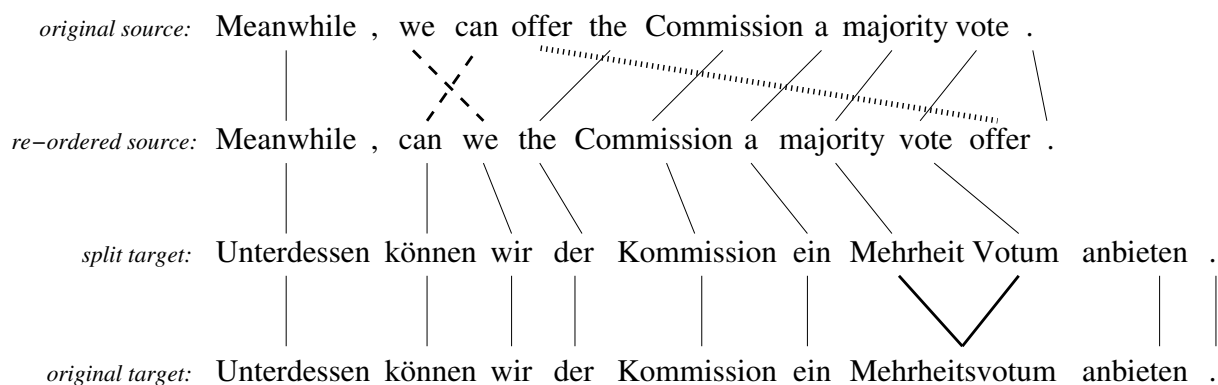 original source: Meanwhile , we can offer the Commission a majority vote .
re-ordered source: Meanwhile , can we the Commission a majority vote offer .
split target: Unterdessen können wir der Kommission ein Mehrheit Votum anbieten .
original target: Unterdessen können wir der Kommission ein Mehrheitsvotum anbieten .